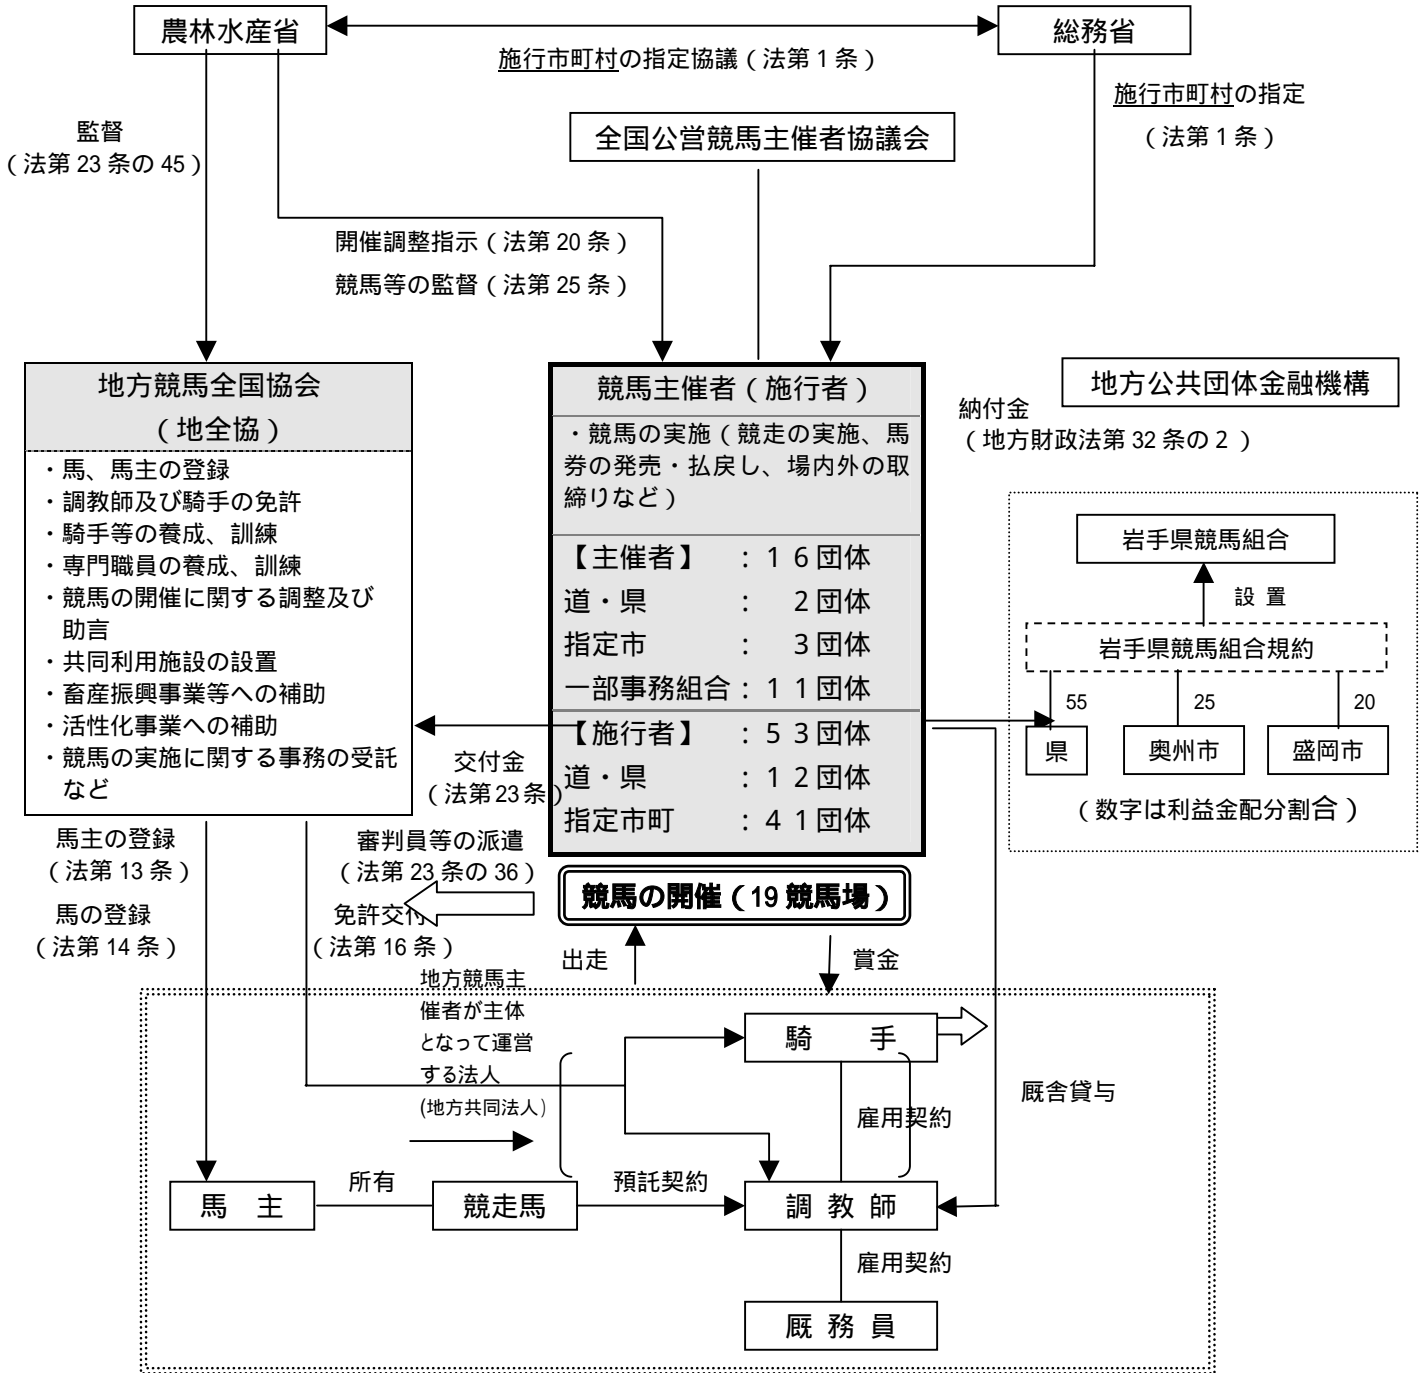 農林水産省
総務省
施行市町村の指定協議（法第1条）
施行市町村の指定
（法第1条）
監督
（法第23条の45）
全国公営競馬主催者協議会
開催調整指示（法第20条）
競馬等の監督（法第25条）
地方競馬全国協会
（地全協）
・馬、馬主の登録
・調教師及び騎手の免許
・騎手等の養成、訓練
・専門職員の養成、訓練
・競馬の開催に関する調整及び
助言
・共同利用施設の設置
・畜産振興事業等への補助
・活性化事業への補助
・競馬の実施に関する事務の受託
など
競馬主催者（施行者）
・競馬の実施（競走の実施、馬
券の発売・払戻し、場内外の取
締りなど）
【主催者】　：１６団体
道・県　　　：　２団体
指定市　　　：　３団体
一部事務組合：１１団体
【施行者】　：５３団体
道・県　　　：１２団体
指定市町　　：４１団体
地方公共団体金融機構
納付金
（地方財政法第32条の2）
岩手県競馬組合
設 置
岩手県競馬組合規約
55
25
20
県
奥州市
盛岡市
（数字は利益金配分割合）
交付金
（法第23条）
馬主の登録
（法第13条）
馬の登録
（法第14条）
審判員等の派遣
（法第23条の36）
免許交付
（法第16条）
競馬の開催（19競馬場）
出走
賞金
地方競馬主
催者が主体
となって運営
する法人
(地方共同法人)
騎　手
雇用契約
厩舎貸与
馬　主
所有
競走馬
預託契約
調 教 師
雇用契約
厩 務 員